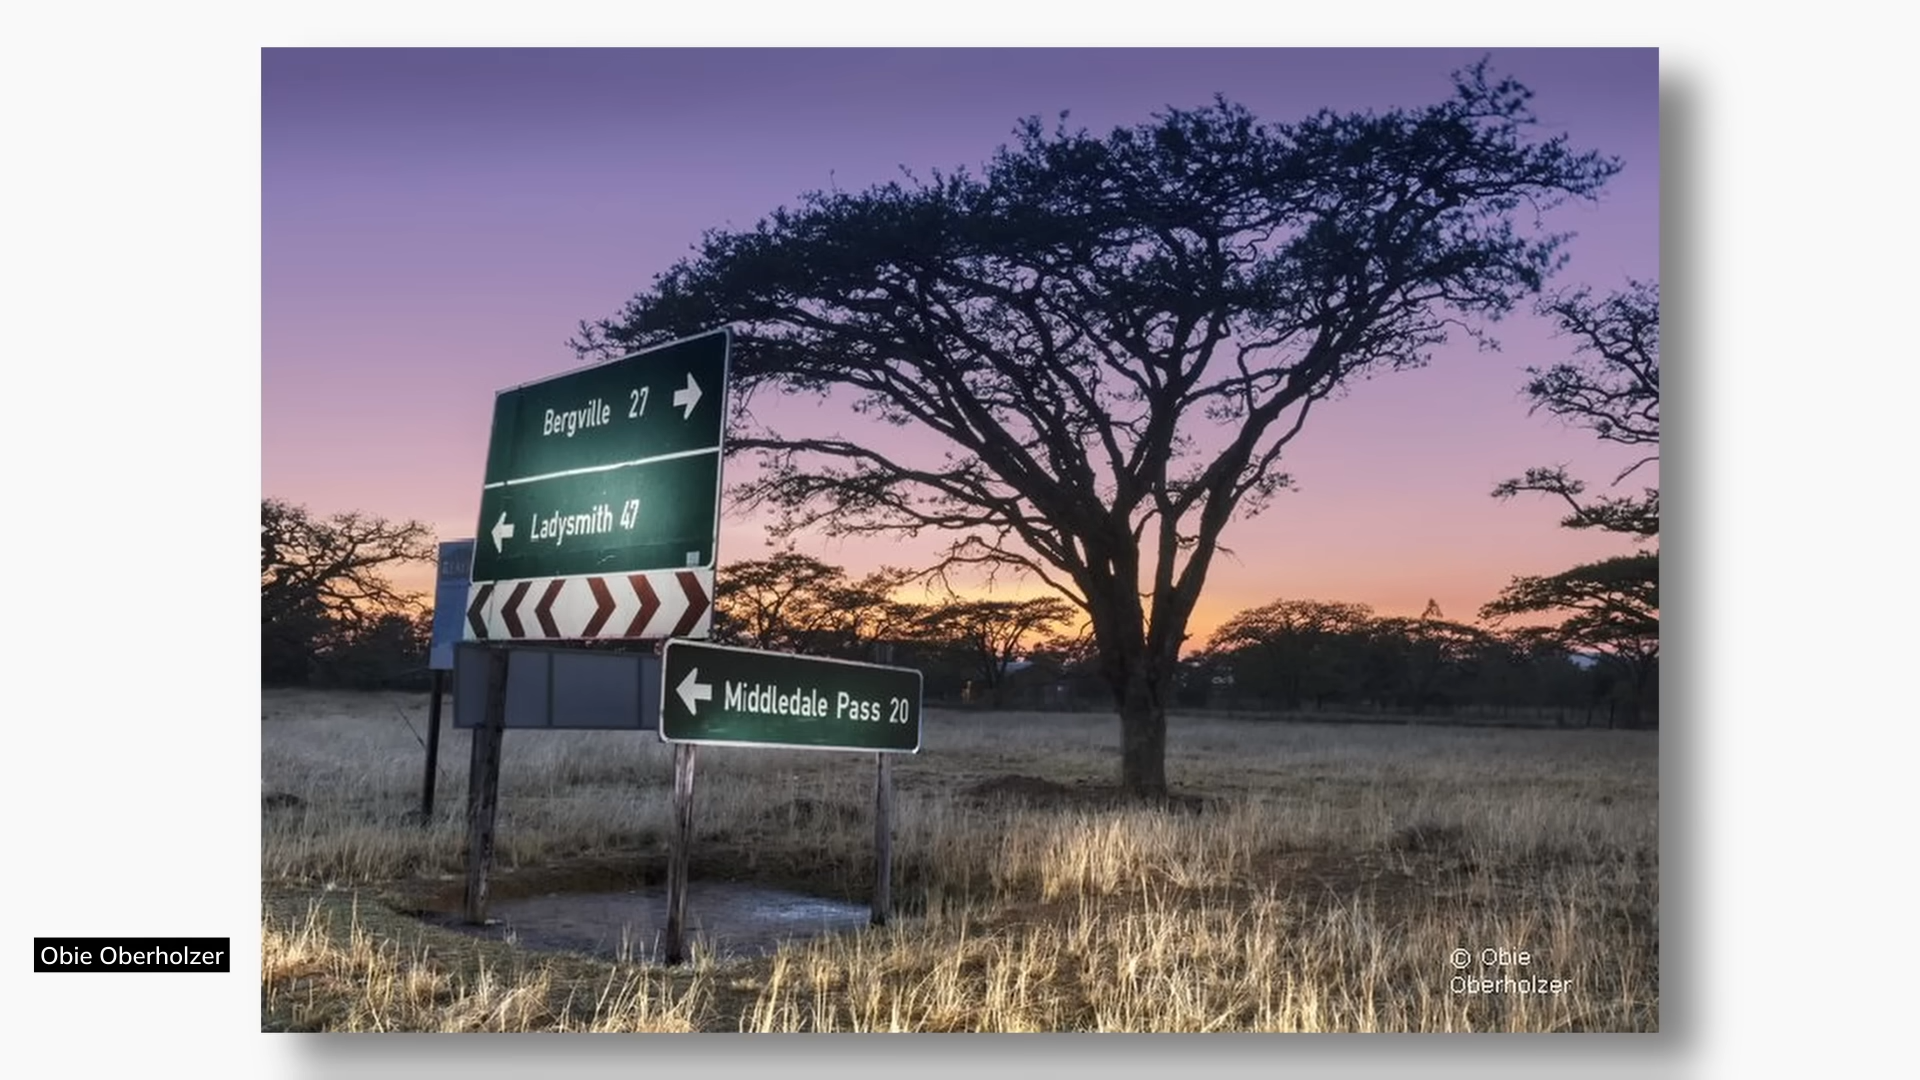 Bergville 27
Ladysmith 47
Middledale Pass 20
Obie Oberholzer
© Obie
Oberholzer